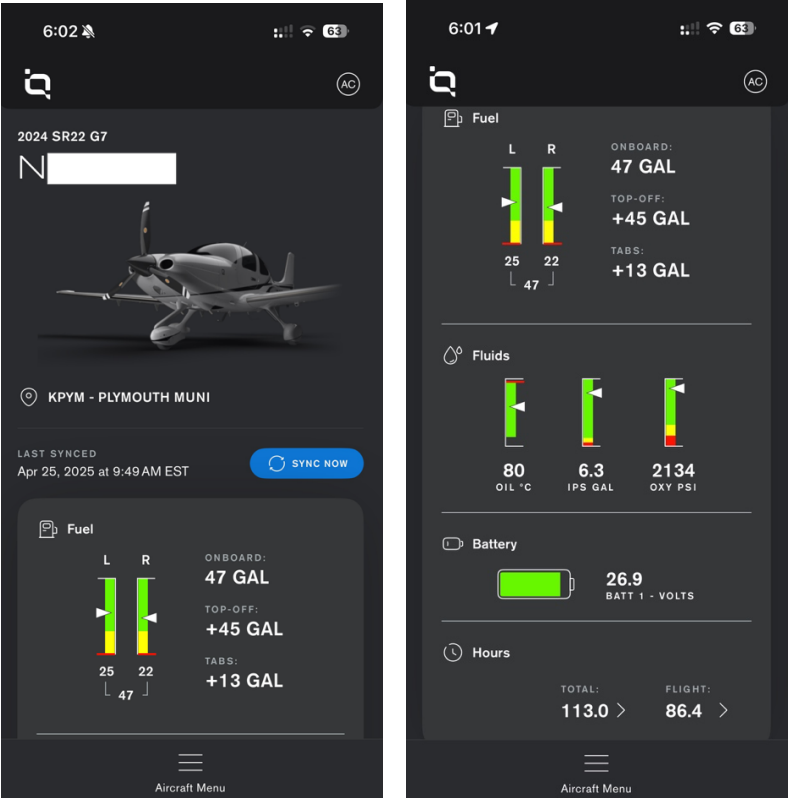 6:02
63
iQ
AC
2024 SR22 G7
N
KPYM - PLYMOUTH MUNI
LAST SYNCED
Apr 25, 2025 at 9:49 AM EST
SYNC NOW
Fuel
L R
25 22
47
ONBOARD:
47 GAL
TOP-OFF:
+45 GAL
TABS:
+13 GAL
Aircraft Menu
6:01
63
iQ
AC
Fuel
L R
25 22
47
ONBOARD:
47 GAL
TOP-OFF:
+45 GAL
TABS:
+13 GAL
Fluids
80 6.3 2134
OIL °C IPS GAL OXY PSI
Battery
26.9
BATT 1 - VOLTS
Hours
TOTAL: FLIGHT:
113.0 > 86.4 >
Aircraft Menu